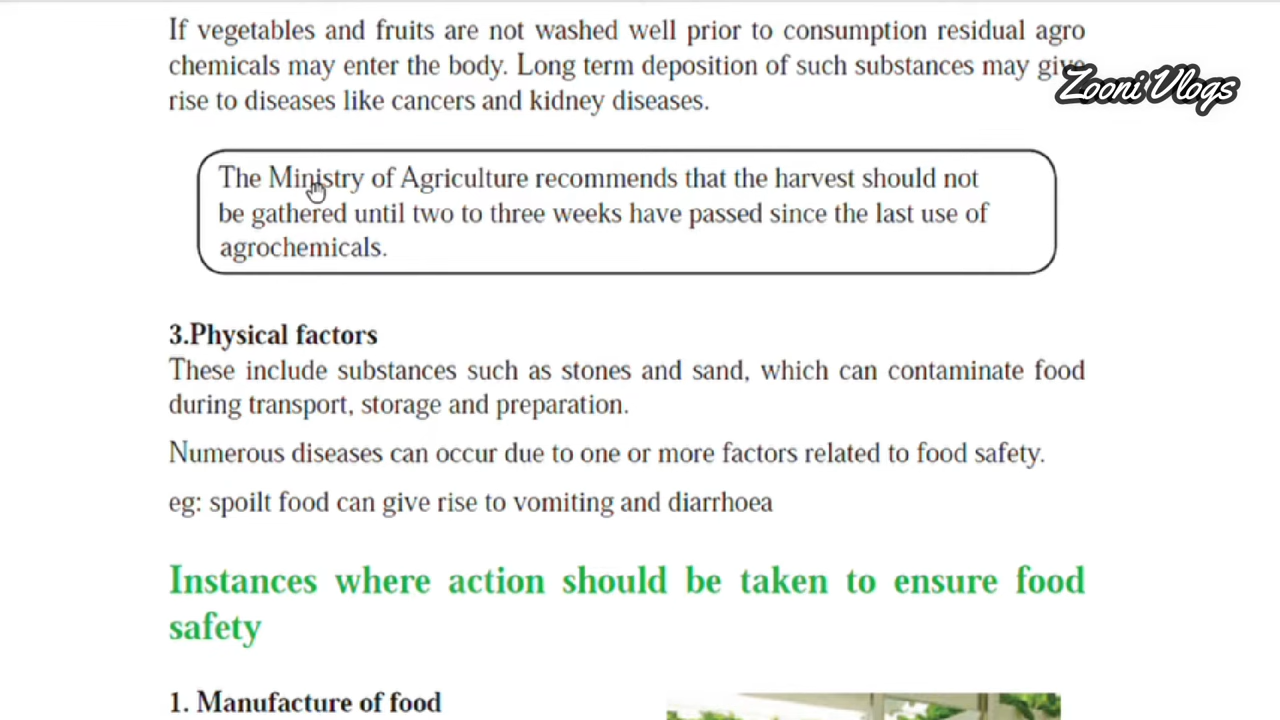 If vegetables and fruits are not washed well prior to consumption residual agro
chemicals may enter the body. Long term deposition of such substances may give
rise to diseases like cancers and kidney diseases.
Zooni Vlogs
The Ministry of Agriculture recommends that the harvest should not
be gathered until two to three weeks have passed since the last use of
agrochemicals.
3.Physical factors
These include substances such as stones and sand, which can contaminate food
during transport, storage and preparation.
Numerous diseases can occur due to one or more factors related to food safety.
eg: spoilt food can give rise to vomiting and diarrhoea
Instances where action should be taken to ensure food
safety
1. Manufacture of food